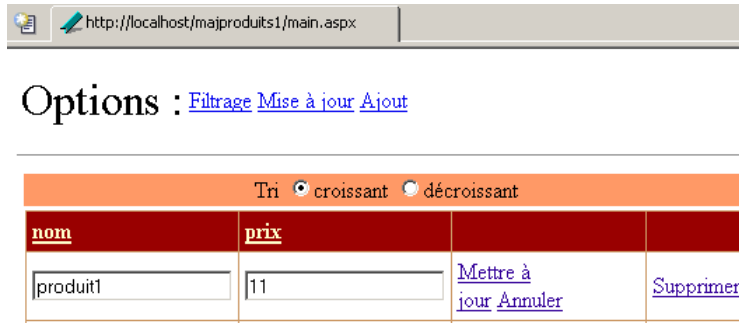 http://localhost/majproduits1/main.aspx
Options : Filtrage Mise à jour Ajout
Tri croissant décroissant
nom prix
produit1 11 Mettre à
jour Annuler Supprimer